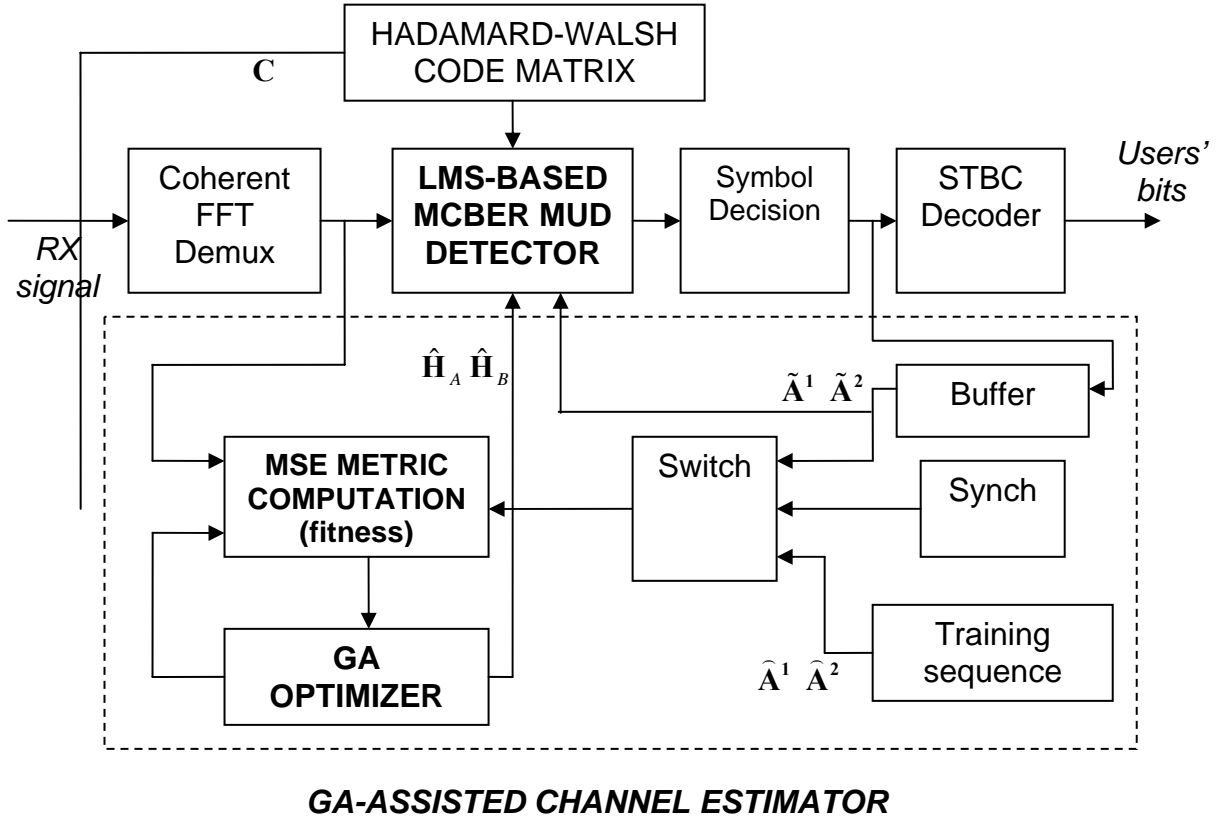 HADAMARD-WALSH
CODE MATRIX
C
Coherent
FFT
Demux
LMS-BASED
MCBER MUD
DETECTOR
Symbol
Decision
STBC
Decoder
Users’
bits
RX
signal
Ĥ_A Ĥ_B
Ã¹ Ã²
Buffer
MSE METRIC
COMPUTATION
(fitness)
Switch
Synch
GA
OPTIMIZER
Â¹ Â²
Training
sequence
GA-ASSISTED CHANNEL ESTIMATOR